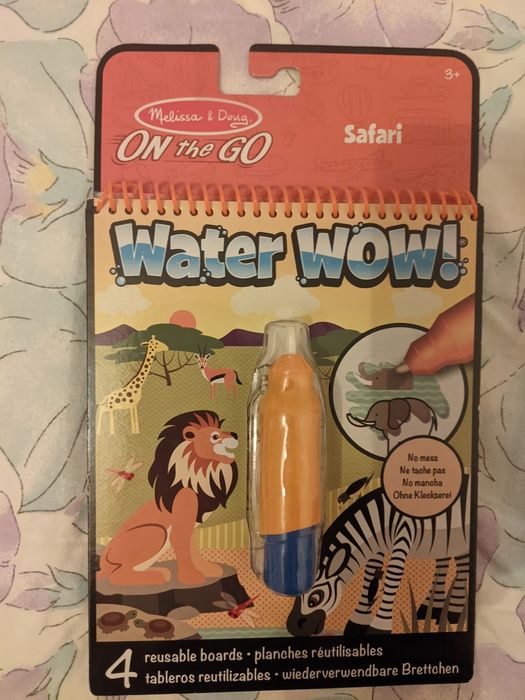 3+
Melissa & Doug
ON the GO
Safari
Water WOW!
No mess
Ne tache pas
No mancha
Ohne Kleckserei
4 reusable boards • planches réutilisables
tableros reutilizables • wiederverwendbare Brettchen